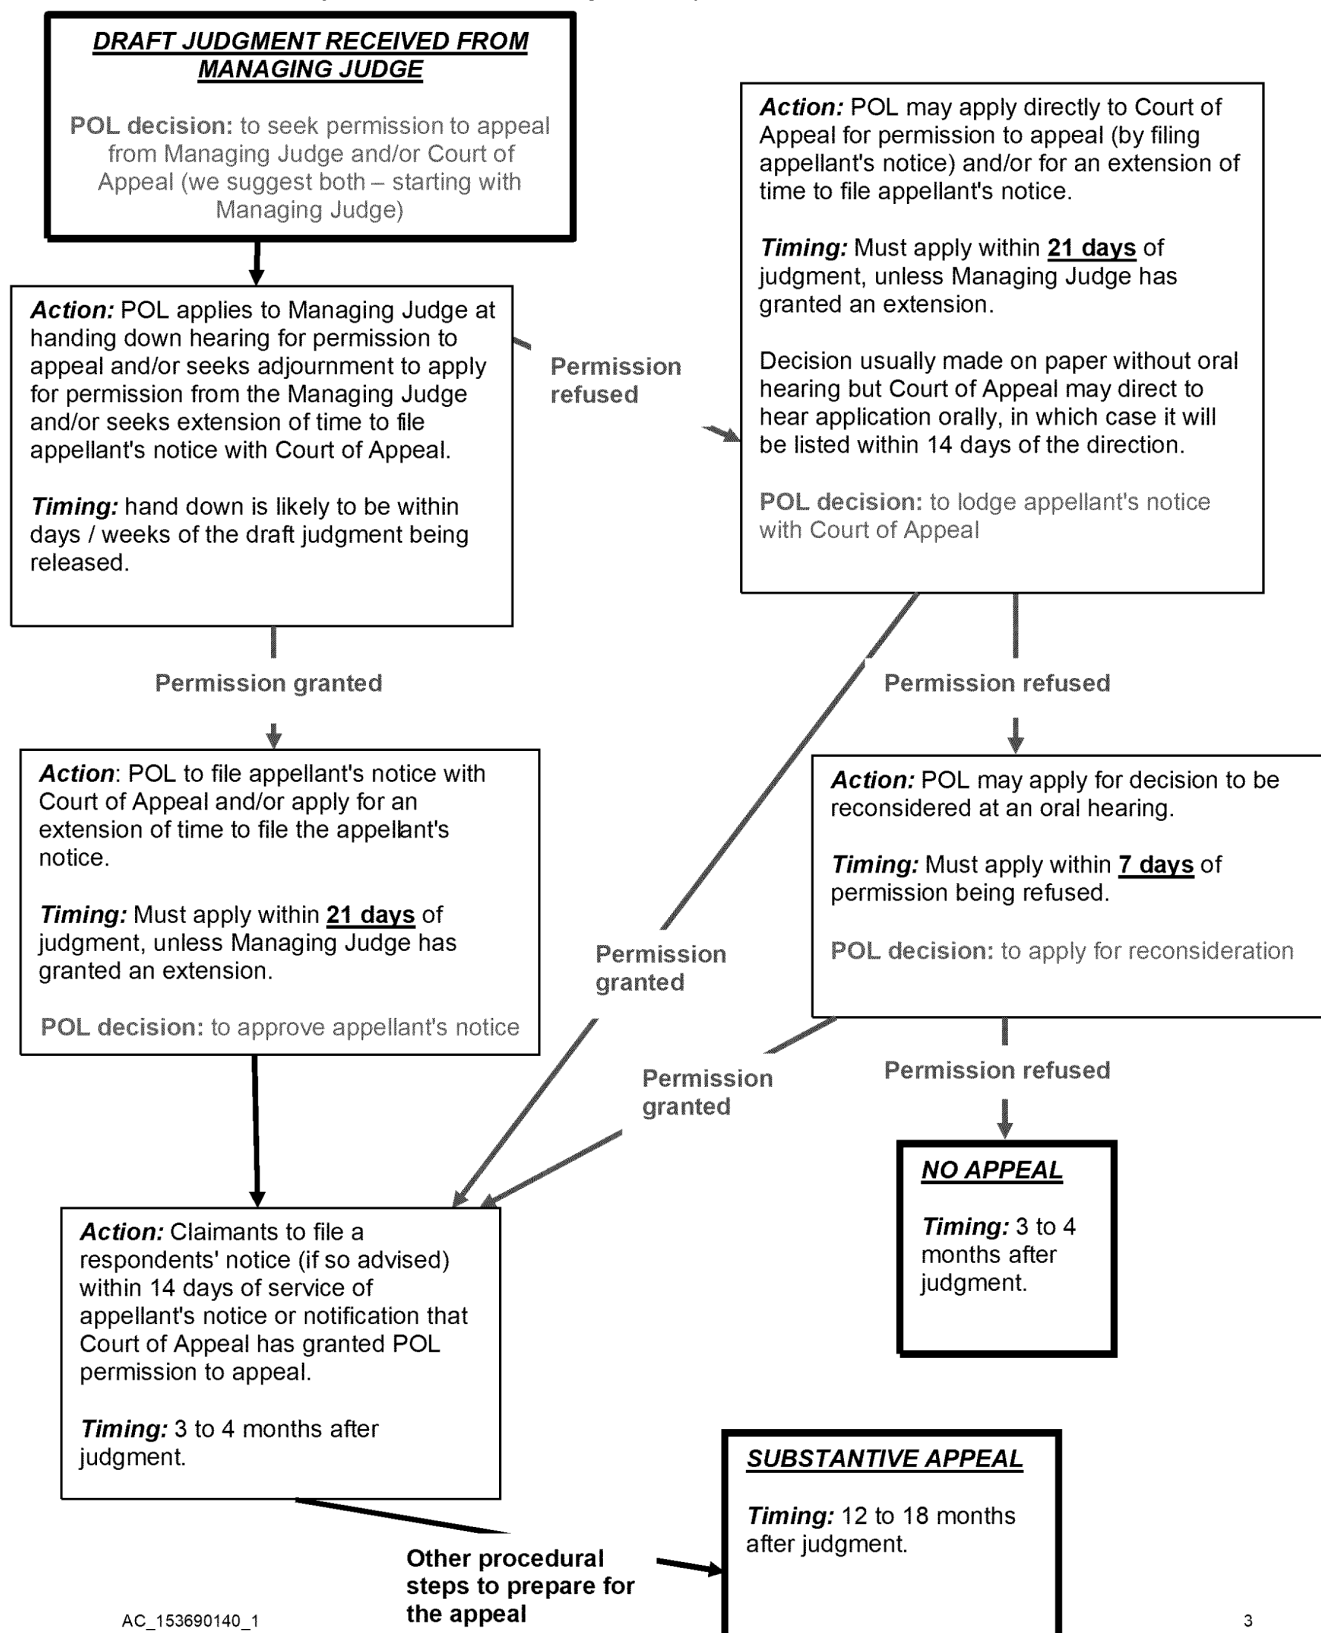 DRAFT JUDGMENT RECEIVED FROM
MANAGING JUDGE
POL decision: to seek permission to appeal
from Managing Judge and/or Court of
Appeal (we suggest both – starting with
Managing Judge)
Action: POL applies to Managing Judge at
handing down hearing for permission to
appeal and/or seeks adjournment to apply
for permission from the Managing Judge
and/or seeks extension of time to file
appellant's notice with Court of Appeal.
Timing: hand down is likely to be within
days / weeks of the draft judgment being
released.
Permission
refused
Action: POL may apply directly to Court of
Appeal for permission to appeal (by filing
appellant's notice) and/or for an extension of
time to file appellant's notice.
Timing: Must apply within 21 days of
judgment, unless Managing Judge has
granted an extension.
Decision usually made on paper without oral
hearing but Court of Appeal may direct to
hear application orally, in which case it will
be listed within 14 days of the direction.
POL decision: to lodge appellant's notice
with Court of Appeal
Permission granted
Permission refused
Action: POL to file appellant's notice with
Court of Appeal and/or apply for an
extension of time to file the appellant's
notice.
Timing: Must apply within 21 days of
judgment, unless Managing Judge has
granted an extension.
POL decision: to approve appellant's notice
Action: POL may apply for decision to be
reconsidered at an oral hearing.
Timing: Must apply within 7 days of
permission being refused.
POL decision: to apply for reconsideration
Permission
granted
Permission
granted
Permission refused
NO APPEAL
Timing: 3 to 4
months after
judgment.
Action: Claimants to file a
respondents' notice (if so advised)
within 14 days of service of
appellant's notice or notification that
Court of Appeal has granted POL
permission to appeal.
Timing: 3 to 4 months after
judgment.
Other procedural
steps to prepare for
the appeal
SUBSTANTIVE APPEAL
Timing: 12 to 18 months
after judgment.
AC_153690140_1
3